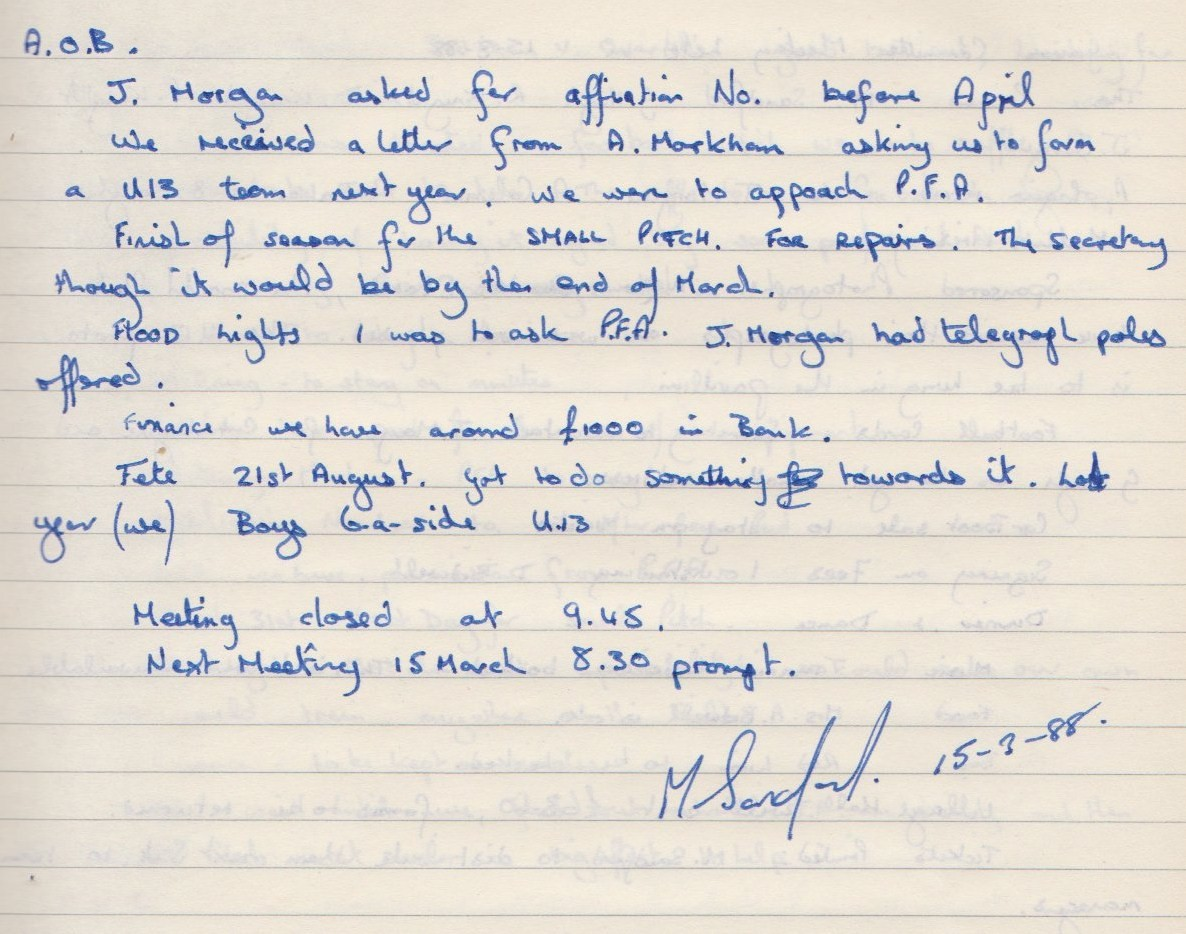 A.O.B.
J. Morgan asked for affiation No. before April
We received a letter from A. Markham asking us to form
a U13 team next year. we were to appoach P.F.A.
Finish of season for the SMALL PITCH. FOR REPAIRS. The Secretary
though it would be by the end of March.
FLOOD Lights I was to ask P.F.A. J. Morgan had telegraph poles
offered.
Finance we have around £1000 in Bank.
Fete 21st August. got to do something towards it. Last
year (we) Boys 6-a-side U.13
Meeting closed at 9.45.
Next Meeting 15 March 8.30 prompt.
15-3-88.